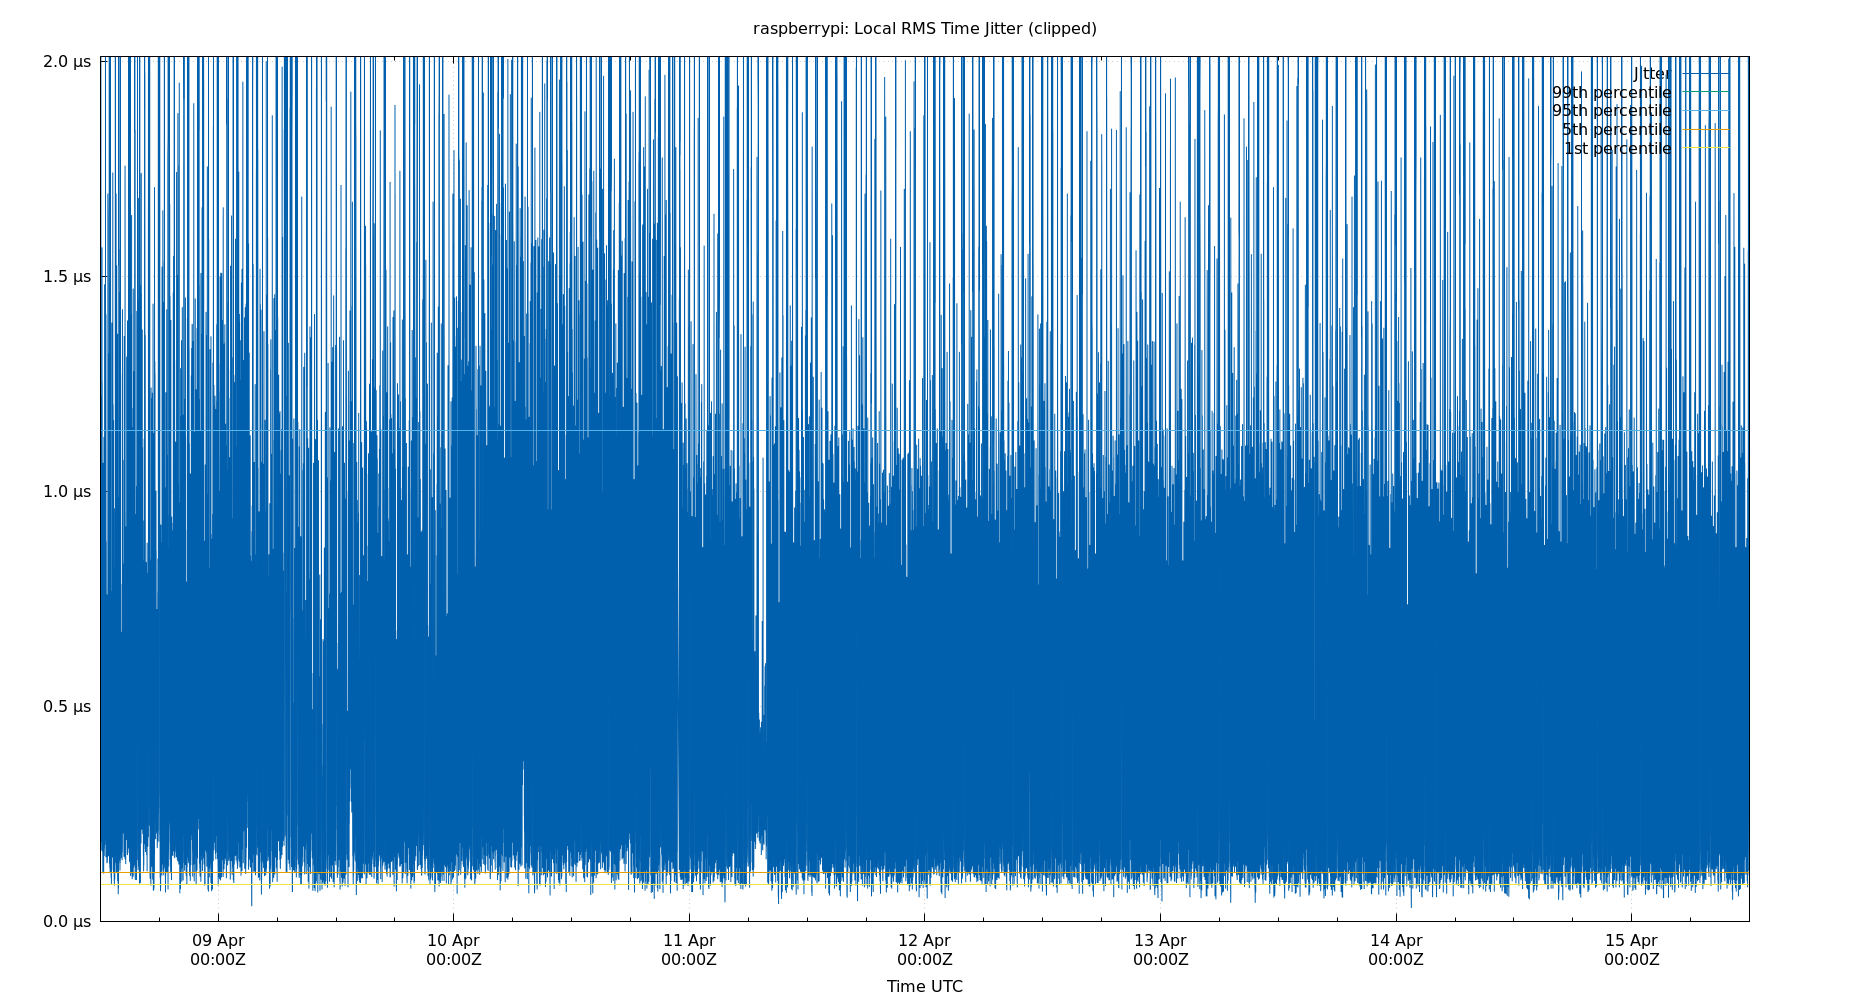 raspberrypi: Local RMS Time Jitter (clipped)
2.0 μs
1.5 μs
1.0 μs
0.5 μs
0.0 μs
Jitter
99th percentile
95th percentile
5th percentile
1st percentile
09 Apr
00:00Z
10 Apr
00:00Z
11 Apr
00:00Z
12 Apr
00:00Z
13 Apr
00:00Z
14 Apr
00:00Z
15 Apr
00:00Z
Time UTC